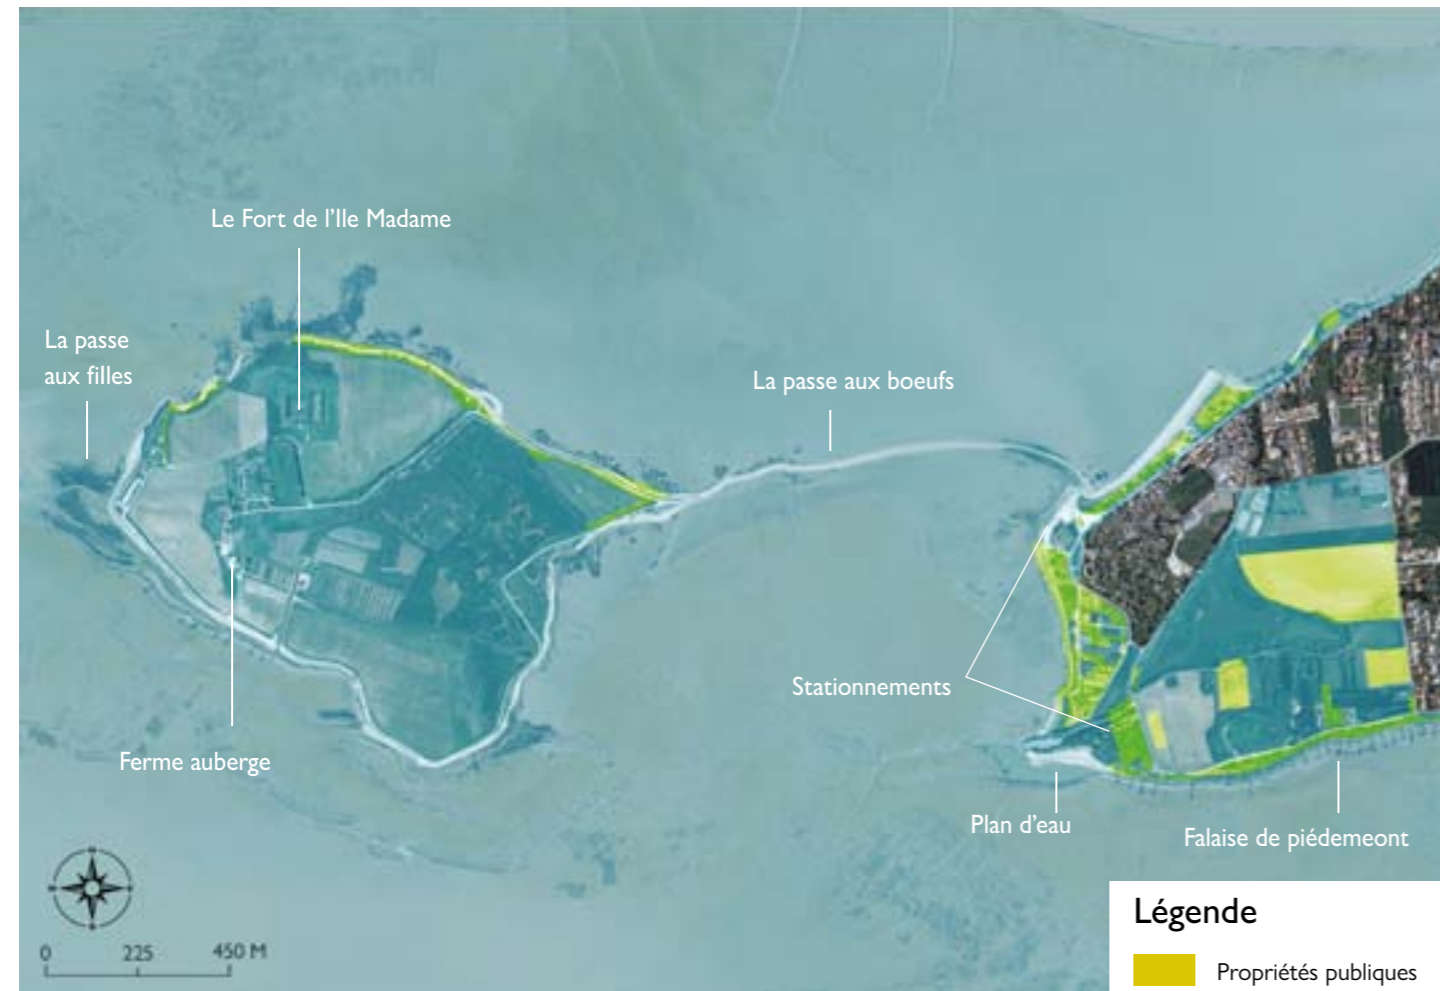 Le Fort de l'Ile Madame
La passe
aux filles
La passe aux boeufs
Stationnements
Ferme auberge
Plan d'eau
Falaise de piédemeont
0 225 450 M
Légende
Propriétés publiques